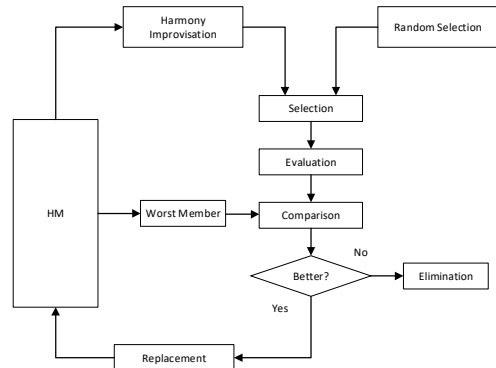 Harmony
Improvisation
Random Selection
Selection
Evaluation
HM
Worst Member
Comparison
No
Better?
Elimination
Yes
Replacement